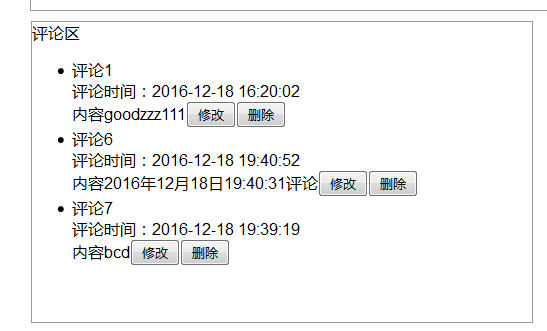 评论区
评论1
评论时间：2016-12-18 16:20:02
内容goodzzz111 修改 删除
评论6
评论时间：2016-12-18 19:40:52
内容2016年12月18日19:40:31评论 修改 删除
评论7
评论时间：2016-12-18 19:39:19
内容bcd 修改 删除